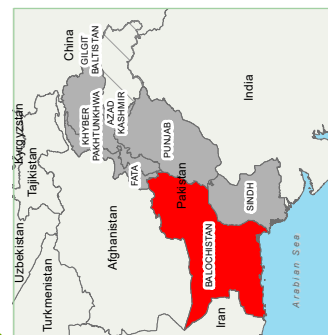 Kyrgyzstan
China
Uzbekistan
Tajikistan
GILGIT
BALTISTAN
Turkmenistan
KHYBER
PAKHTUNKHWA
AZAD
KASHMIR
Afghanistan
FATA
PUNJAB
India
Pakistan
BALOCHISTAN
SINDH
Iran
Arabian Sea